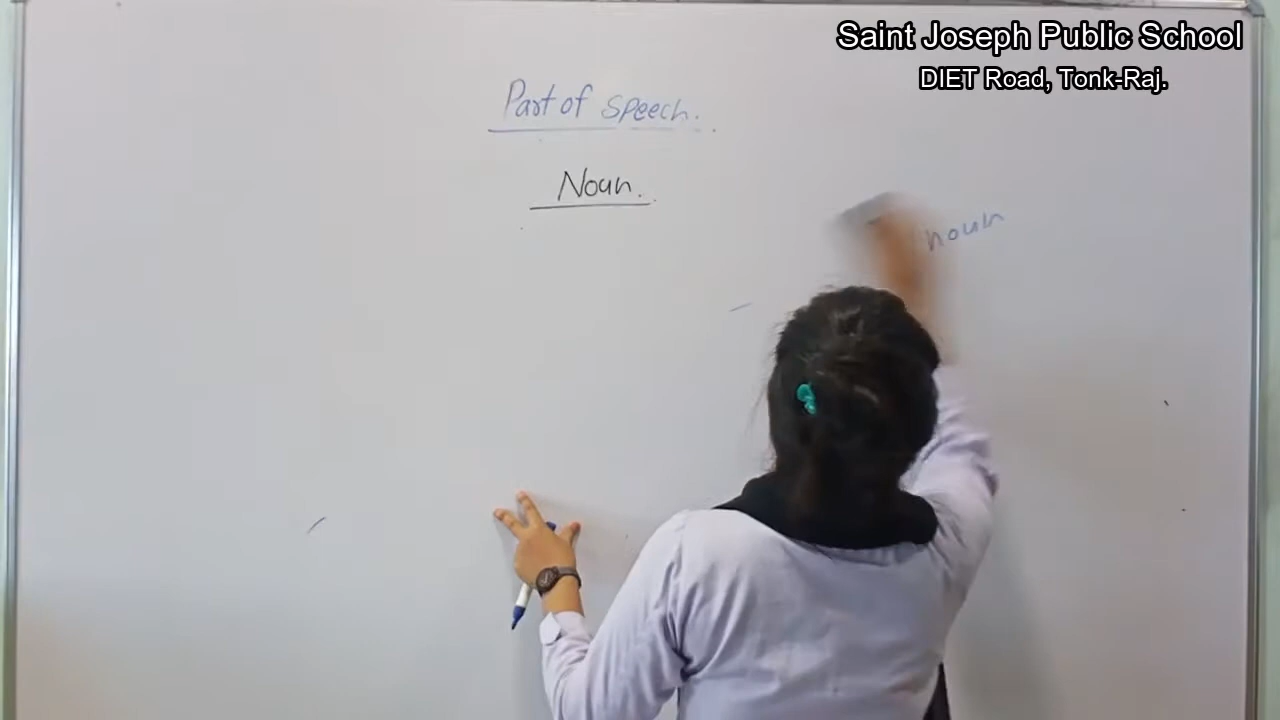 Saint Joseph Public School
DIET Road, Tonk-Raj.
Part of speech.
Noun.
noun